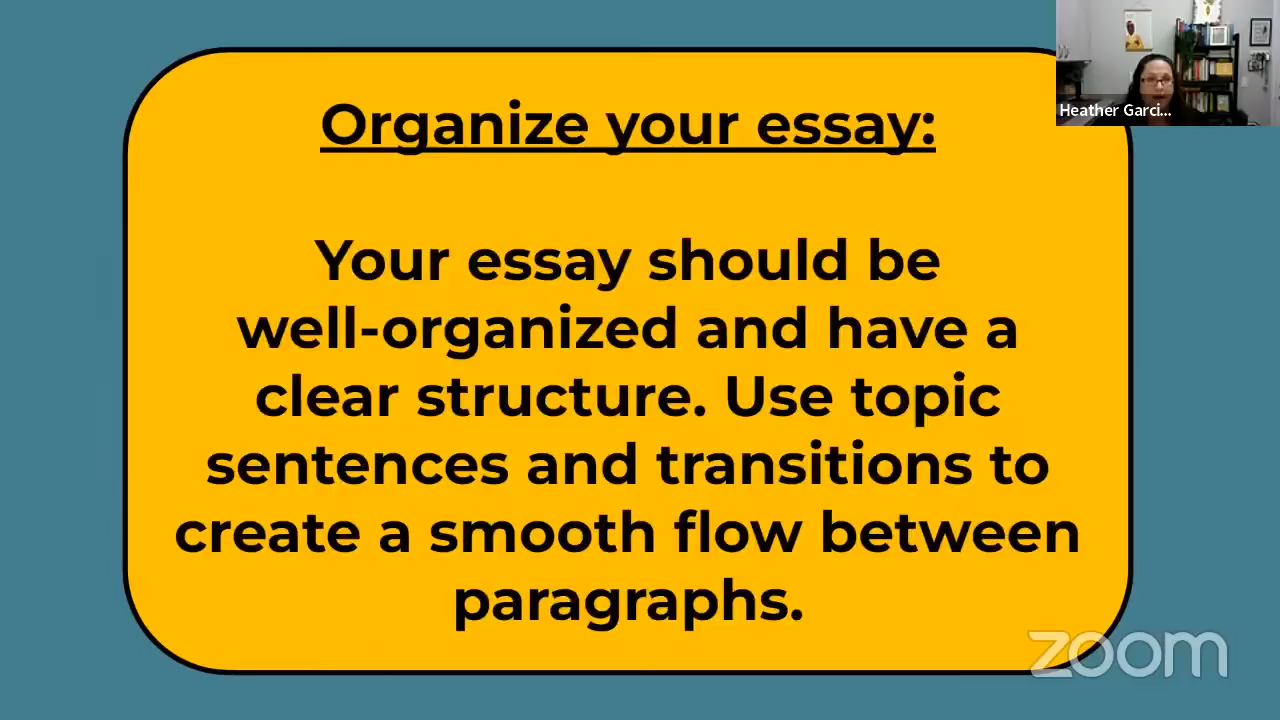 Organize your essay:
Your essay should be
well-organized and have a
clear structure. Use topic
sentences and transitions to
create a smooth flow between
paragraphs.
Heather Garci...
zoom